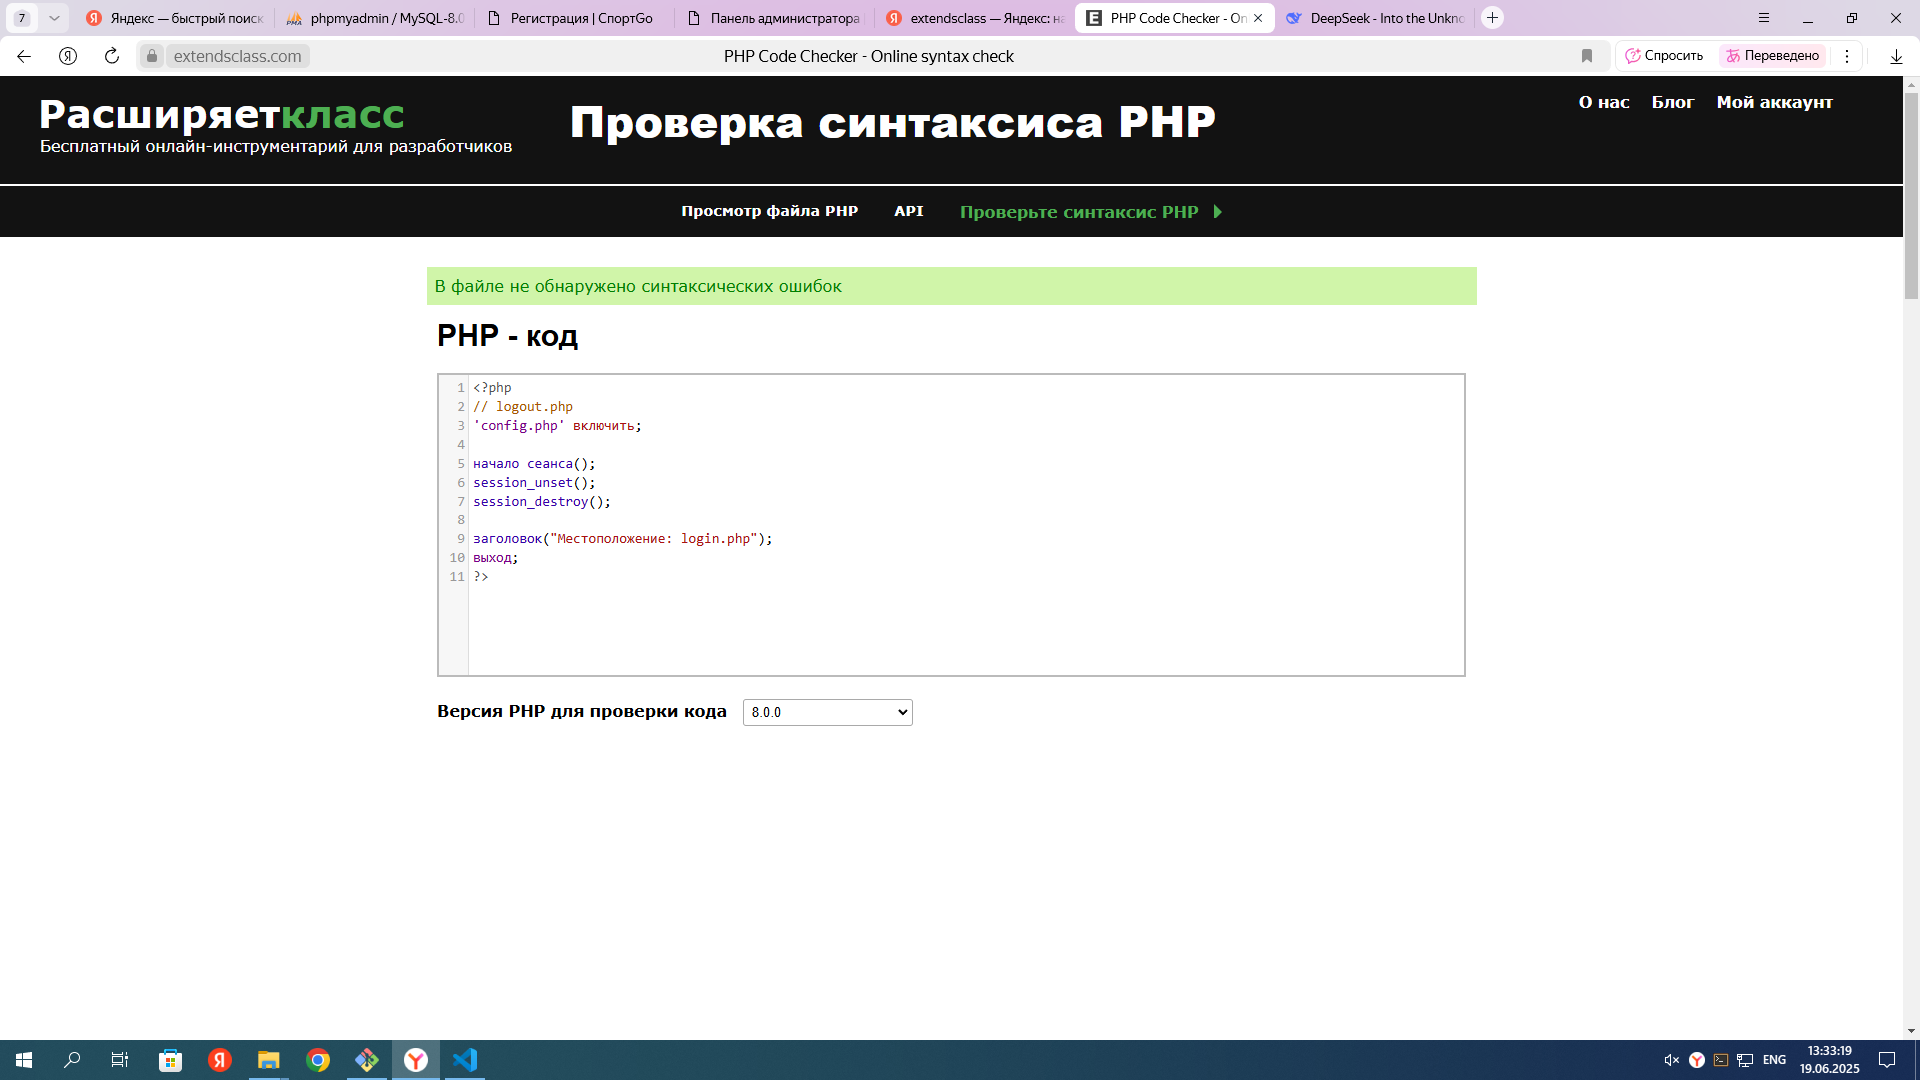 7
Яндекс — быстрый поиск
phpmyadmin / MySQL-8.0
Регистрация | СпортGo
Панель администратора
extendsclass — Яндекс: на
PHP Code Checker - On
DeepSeek - Into the Unkno
extendsclass.com
PHP Code Checker - Online syntax check
Спросить
Переведено
Расширяеткласс
Бесплатный онлайн-инструментарий для разработчиков
Проверка синтаксиса PHP
О нас
Блог
Мой аккаунт
Просмотр файла PHP
API
Проверьте синтаксис PHP
В файле не обнаружено синтаксических ошибок
PHP - код
1 <?php
2 // logout.php
3 'config.php' включить;
4
5 начало сеанса();
6 session_unset();
7 session_destroy();
8
9 заголовок("Местоположение: login.php");
10 выход;
11 ?>
Версия PHP для проверки кода
8.0.0
ENG
13:33:19
19.06.2025